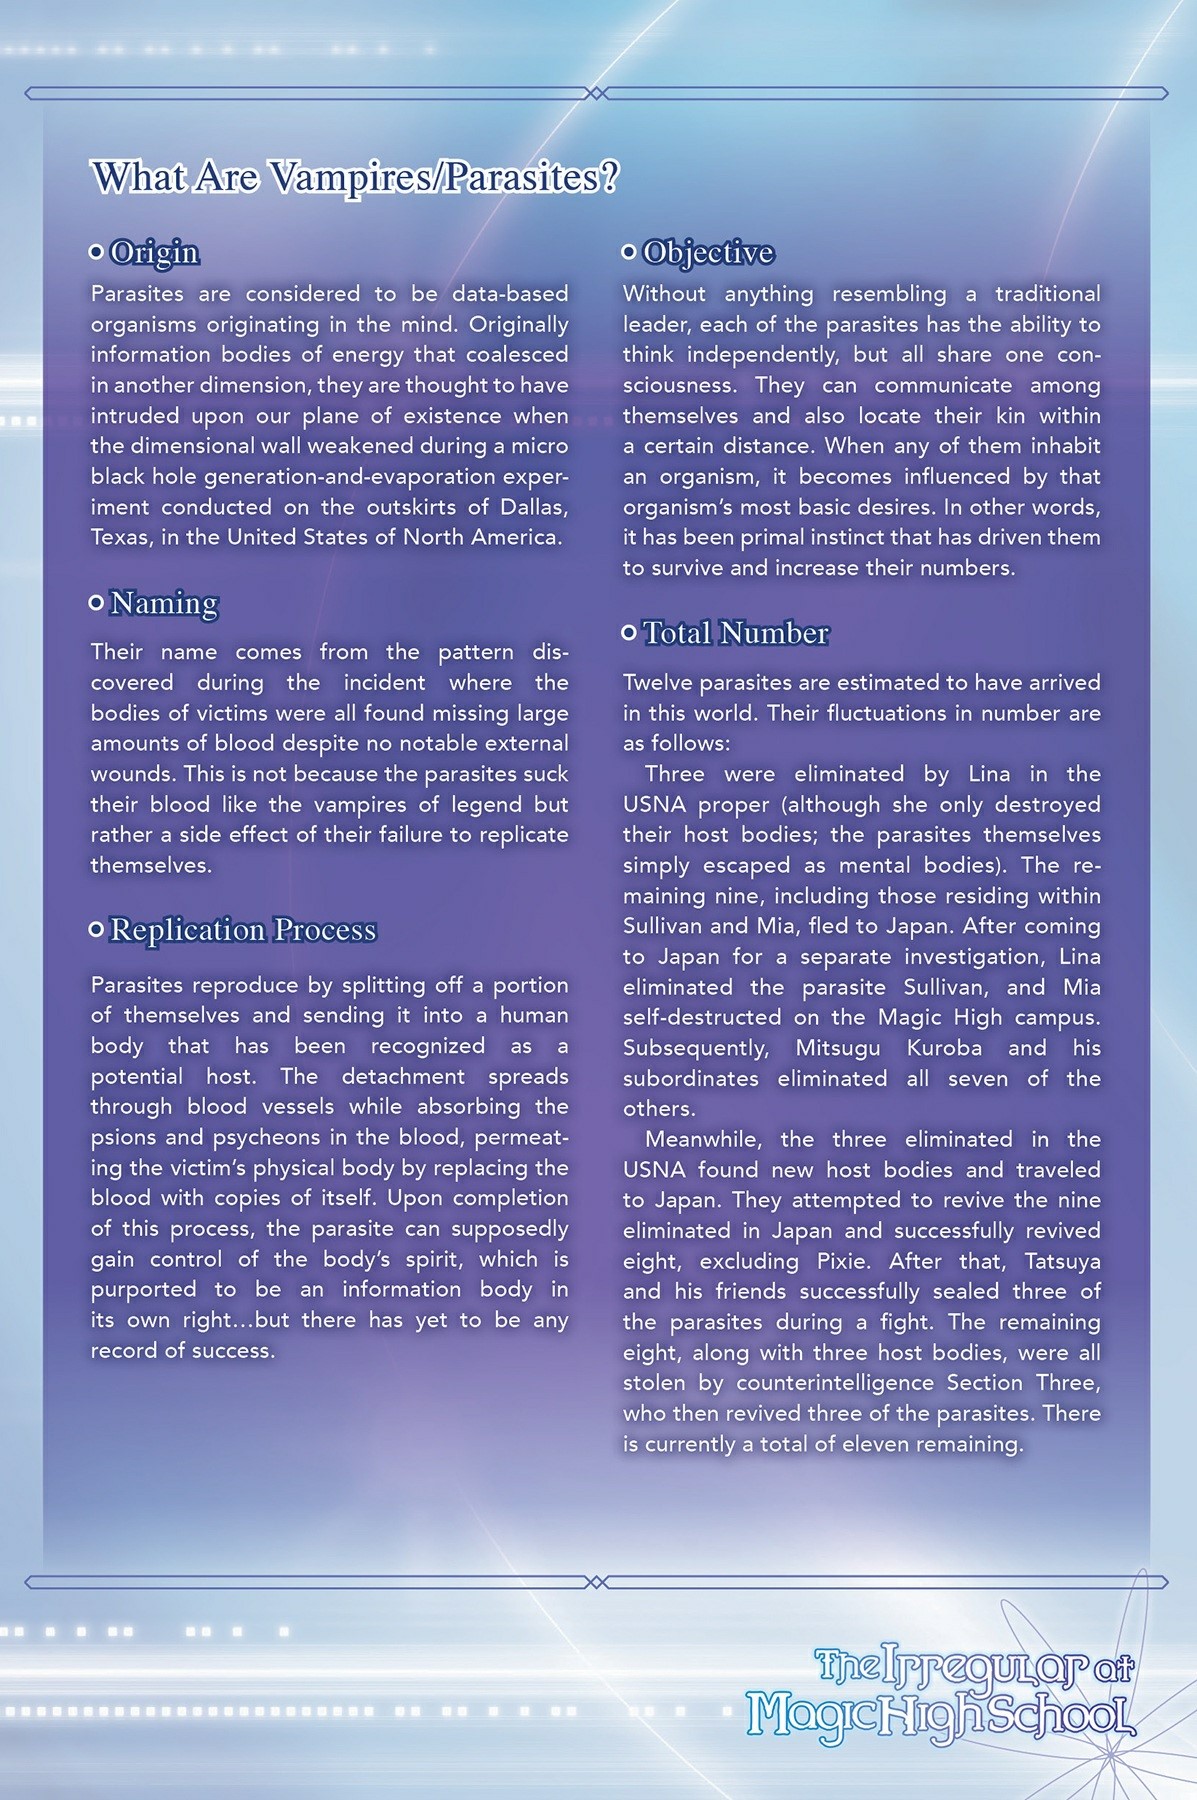 What Are Vampires/Parasites?
Origin
Parasites are considered to be data-based
organisms originating in the mind. Originally
information bodies of energy that coalesced
in another dimension, they are thought to have
intruded upon our plane of existence when
the dimensional wall weakened during a micro
black hole generation-and-evaporation exper-
iment conducted on the outskirts of Dallas,
Texas, in the United States of North America.
Naming
Their name comes from the pattern dis-
covered during the incident where the
bodies of victims were all found missing large
amounts of blood despite no notable external
wounds. This is not because the parasites suck
their blood like the vampires of legend but
rather a side effect of their failure to replicate
themselves.
Replication Process
Parasites reproduce by splitting off a portion
of themselves and sending it into a human
body that has been recognized as a
potential host. The detachment spreads
through blood vessels while absorbing the
psions and psycheons in the blood, permeat-
ing the victim's physical body by replacing the
blood with copies of itself. Upon completion
of this process, the parasite can supposedly
gain control of the body's spirit, which is
purported to be an information body in
its own right...but there has yet to be any
record of success.
Objective
Without anything resembling a traditional
leader, each of the parasites has the ability to
think independently, but all share one con-
sciousness. They can communicate among
themselves and also locate their kin within
a certain distance. When any of them inhabit
an organism, it becomes influenced by that
organism's most basic desires. In other words,
it has been primal instinct that has driven them
to survive and increase their numbers.
Total Number
Twelve parasites are estimated to have arrived
in this world. Their fluctuations in number are
as follows:
Three were eliminated by Lina in the
USNA proper (although she only destroyed
their host bodies; the parasites themselves
simply escaped as mental bodies). The re-
maining nine, including those residing within
Sullivan and Mia, fled to Japan. After coming
to Japan for a separate investigation, Lina
eliminated the parasite Sullivan, and Mia
self-destructed on the Magic High campus.
Subsequently, Mitsugu Kuroba and his
subordinates eliminated all seven of the
others.
Meanwhile, the three eliminated in the
USNA found new host bodies and traveled
to Japan. They attempted to revive the nine
eliminated in Japan and successfully revived
eight, excluding Pixie. After that, Tatsuya
and his friends successfully sealed three of
the parasites during a fight. The remaining
eight, along with three host bodies, were all
stolen by counterintelligence Section Three,
who then revived three of the parasites. There
is currently a total of eleven remaining.
The Irregular at
Magic High School